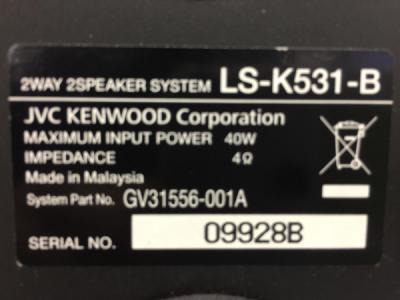 2WAY 2SPEAKER SYSTEM LS-K531-B
JVC KENWOOD Corporation
MAXIMUM INPUT POWER 40W
IMPEDANCE 4Ω
Made in Malaysia
System Part No. GV31556-001A
SERIAL NO. 09928B